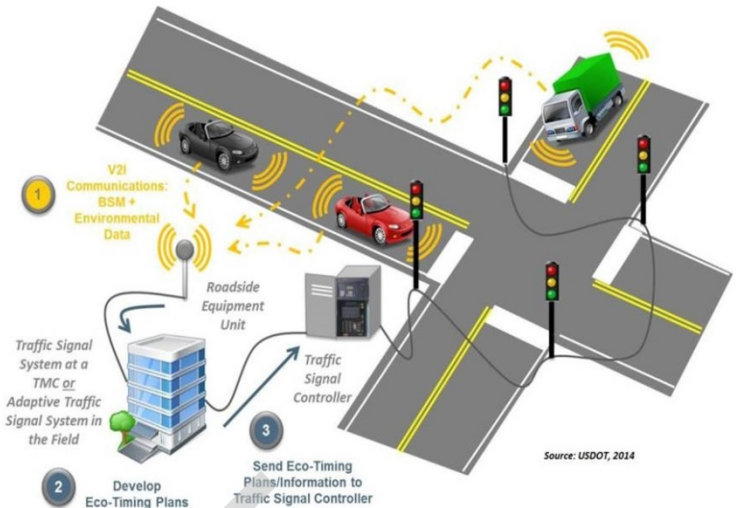 1
V2I
Communications:
BSM +
Environmental
Data
Roadside
Equipment
Unit
Traffic Signal
System at a
TMC or
Adaptive Traffic
Signal System in
the Field
Traffic
Signal
Controller
2
Develop
Eco-Timing Plans
3
Send Eco-Timing
Plans/Information to
Traffic Signal Controller
Source: USDOT, 2014